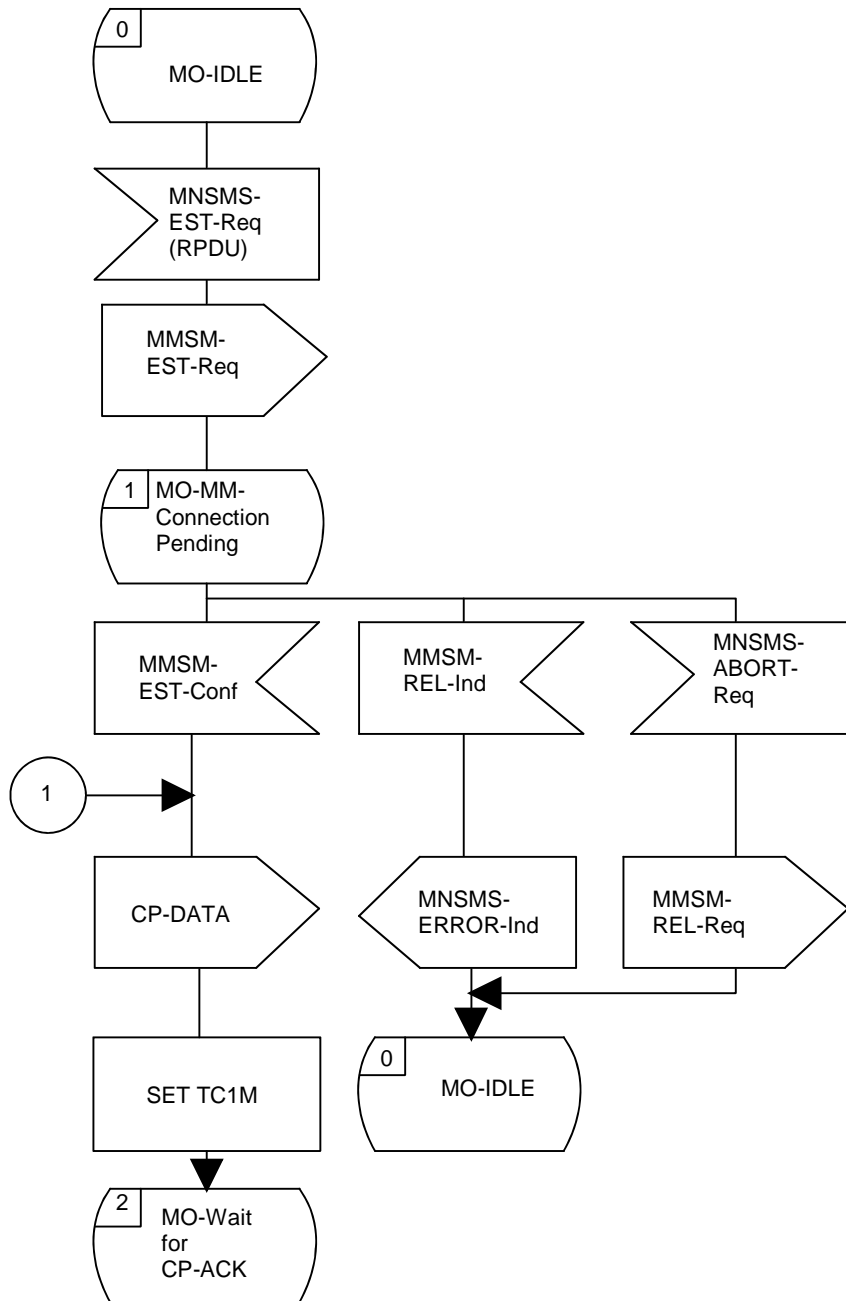 0
MO-IDLE
MNSMS-
EST-Req
(RPDU)
MMSM-
EST-Req
1
MO-MM-
Connection
Pending
MMSM-
EST-Conf
MMSM-
REL-Ind
MNSMS-
ABORT-
Req
1
CP-DATA
MNSMS-
ERROR-Ind
MMSM-
REL-Req
SET TC1M
0
MO-IDLE
2
MO-Wait
for
CP-ACK